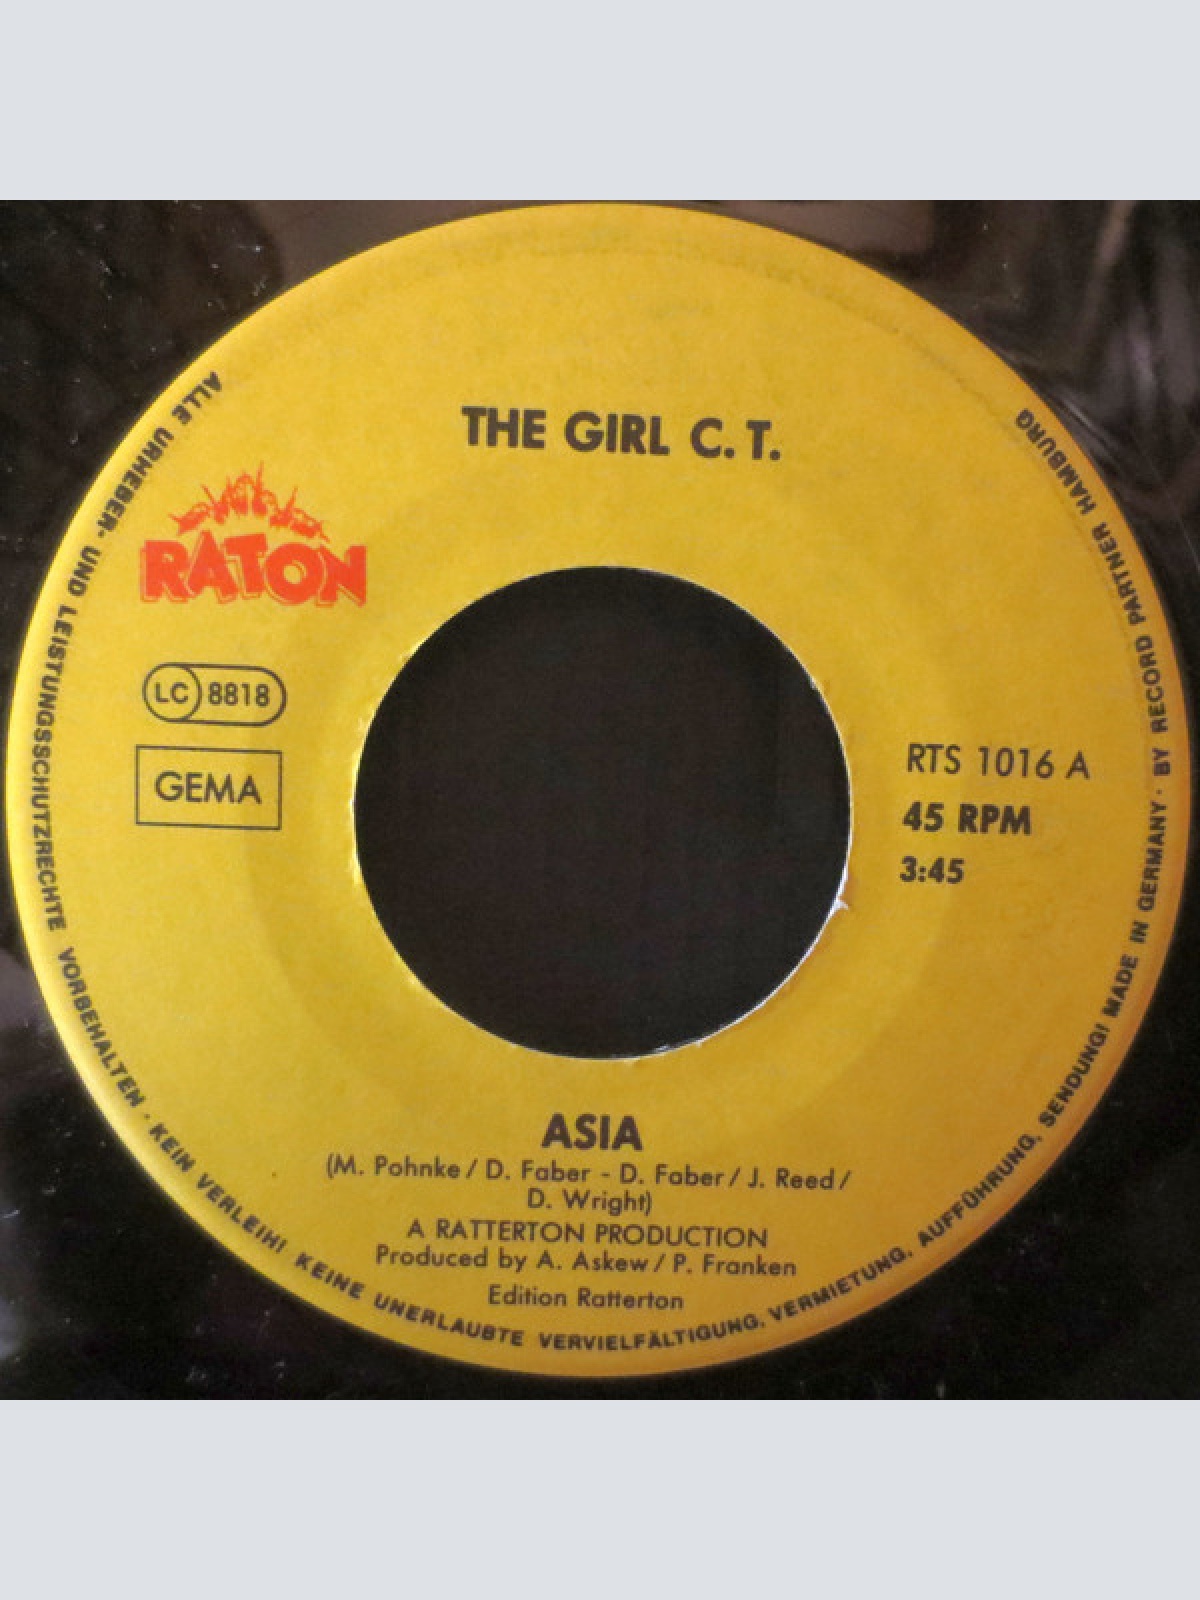 THE GIRL C. T.
RATON
LC 8818
GEMA
RTS 1016 A
45 RPM
3:45
ASIA
(M. Pohnke / D. Faber - D. Faber / J. Reed /
D. Wright)
A RATTERTON PRODUCTION
Produced by A. Askew / P. Franken
Edition Ratterton
ALLE URHEBER- UND LEISTUNGSSCHUTZRECHTE VORBEHALTEN · KEIN VERLEIH! KEINE UNERLAUBTE VERVIELFÄLTIGUNG, VERMIETUNG, AUFFÜHRUNG, SENDUNG! MADE IN GERMANY · BY RECORD PARTNER HAMBURG